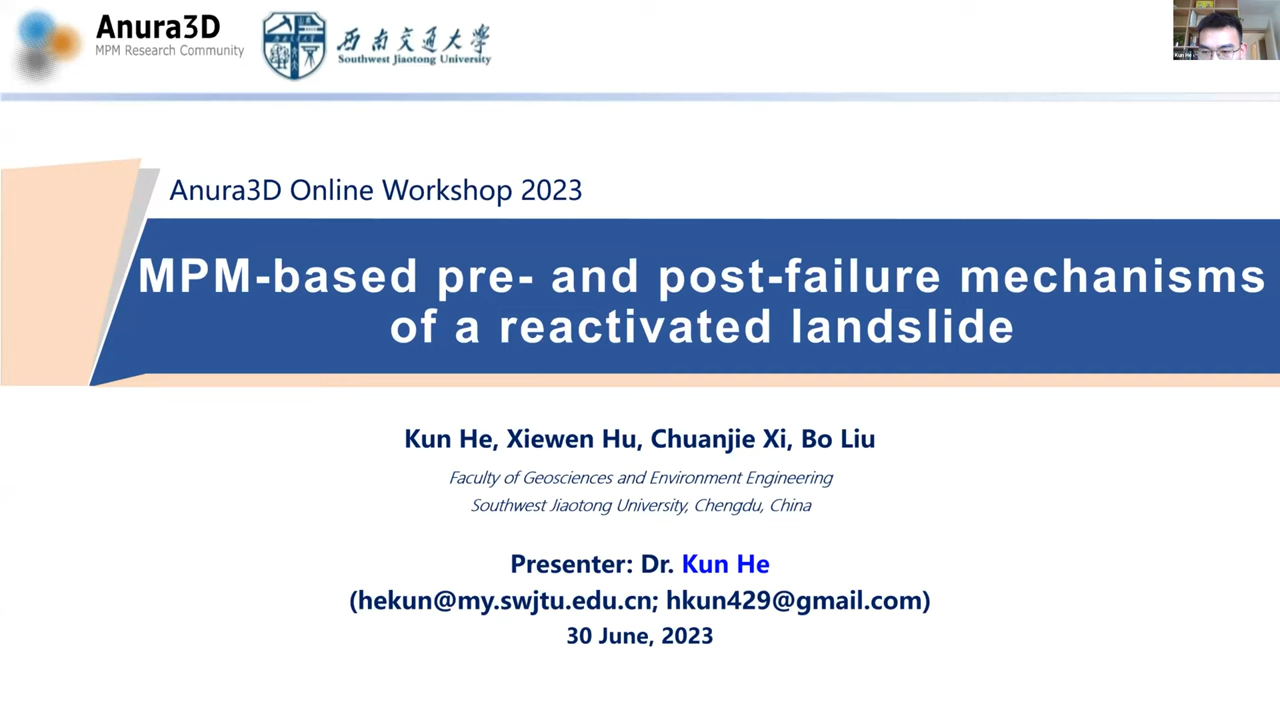 Anura3D
MPM Research Community
西南交通大学
Southwest Jiaotong University
Kun He
Anura3D Online Workshop 2023
MPM-based pre- and post-failure mechanisms
of a reactivated landslide
Kun He, Xiewen Hu, Chuanjie Xi, Bo Liu
Faculty of Geosciences and Environment Engineering
Southwest Jiaotong University, Chengdu, China
Presenter: Dr. Kun He
(hekun@my.swjtu.edu.cn; hkun429@gmail.com)
30 June, 2023